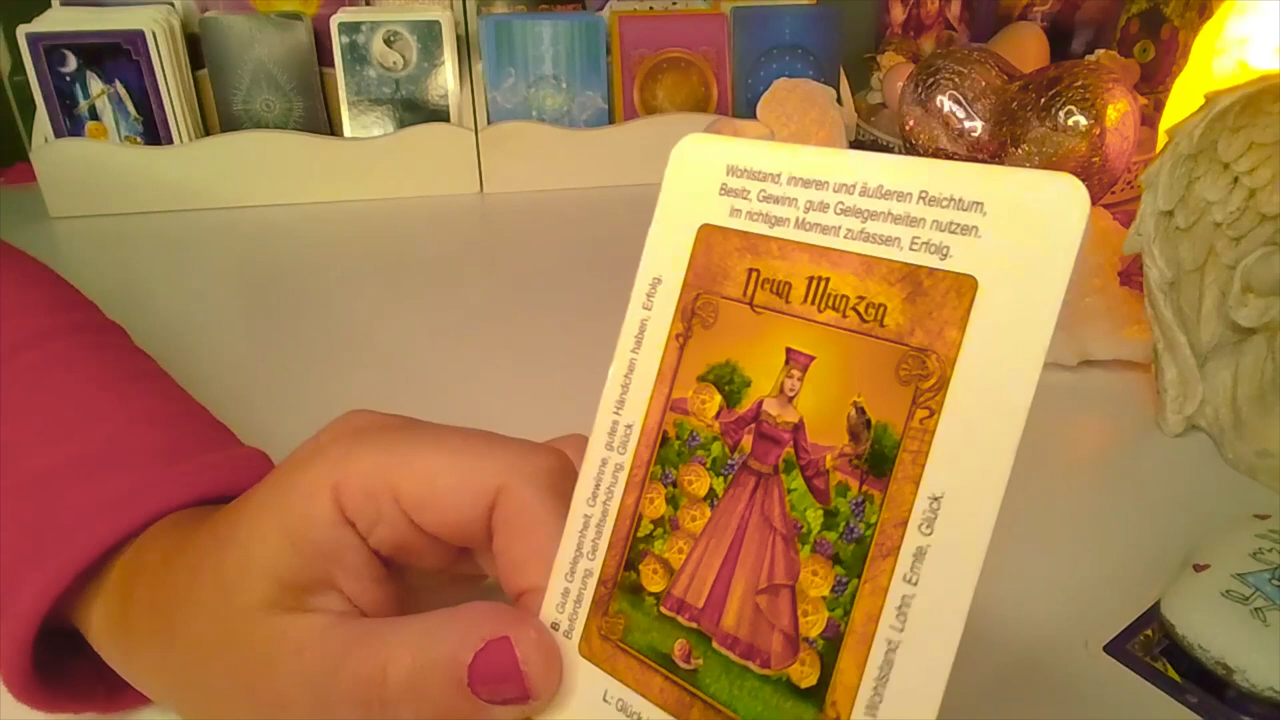 Wohlstand, inneren und äußeren Reichtum,
Besitz, Gewinn, gute Gelegenheiten nutzen.
Im richtigen Moment zufassen, Erfolg.
Neun Münzen
B: Gute Gelegenheit, Gewinne, gutes Händchen haben. Erfolg.
Beförderung, Gehaltserhöhung, Glück.
Wohlstand, Lohn, Ernte, Glück.
L: Glück